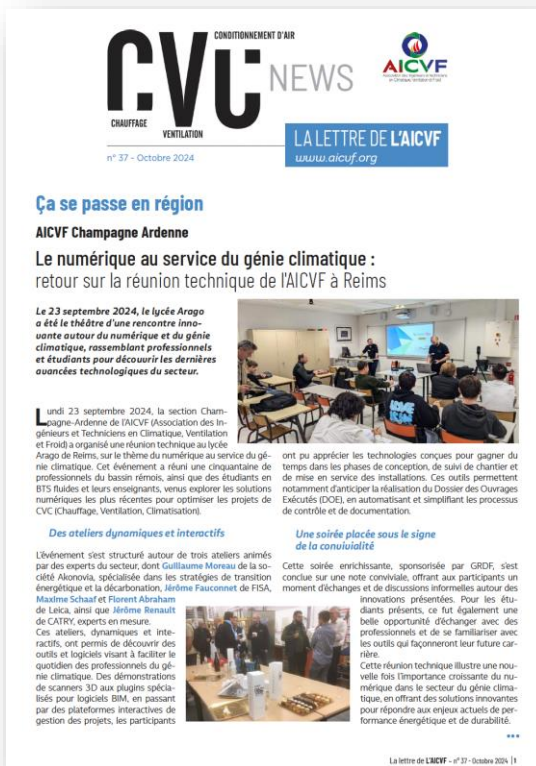 CONDITIONNEMENT D'AIR
CVC NEWS
CHAUFFAGE
VENTILATION
AICVF
LA LETTRE DE L'AICVF
www.aicvf.org
n° 37 - Octobre 2024
Ça se passe en région
AICVF Champagne Ardenne
Le numérique au service du génie climatique :
retour sur la réunion technique de l'AICVF à Reims
Le 23 septembre 2024, le lycée Arago
a été le théâtre d'une rencontre inno-
vante autour du numérique et du génie
climatique, rassemblant professionnels
et étudiants pour découvrir les dernières
avancées technologiques du secteur.
Lundi 23 septembre 2024, la section Cham-
pagne-Ardenne de l'AICVF (Association des In-
génieurs et Techniciens en Climatique, Ventilation
et Froid) a organisé une réunion technique au lycée
Arago de Reims, sur le thème du numérique au service du gé-
nie climatique. Cet événement a réuni une cinquantaine de
professionnels du bassin rémois, ainsi que des étudiants en
BTS fluides et leurs enseignants, venus explorer les solutions
numériques les plus récentes pour optimiser les projets de
CVC (Chauffage, Ventilation, Climatisation).
Des ateliers dynamiques et interactifs
L'événement s'est structuré autour de trois ateliers animés
par des experts du secteur, dont Guillaume Moreau de la so-
ciété Akonovia, spécialisée dans les stratégies de transition
énergétique et la décarbonation, Jérôme Fauconnet de FISA,
Maxime Schaaf et Florent Abraham
de Leica, ainsi que Jérôme Renault
de CATRY, experts en mesure.
Ces ateliers, dynamiques et inte-
ractifs, ont permis de découvrir des
outils et logiciels visant à faciliter le
quotidien des professionnels du gé-
nie climatique. Des démonstrations
de scanners 3D aux plugins spécia-
lisés pour logiciels BIM, en passant
par des plateformes interactives de
gestion des projets, les participants
ont pu apprécier les technologies conçues pour gagner du
temps dans les phases de conception, de suivi de chantier et
de mise en service des installations. Ces outils permettent
notamment d'anticiper la réalisation du Dossier des Ouvrages
Exécutés (DOE), en automatisant et simplifiant les processus
de contrôle et de documentation.
Une soirée placée sous le signe
de la convivialité
Cette soirée enrichissante, sponsorisée par GRDF, s'est
conclue sur une note conviviale, offrant aux participants un
moment d'échanges et de discussions informelles autour des
innovations présentées. Pour les étu-
diants présents, ce fut également une
belle opportunité d'échanger avec des
professionnels et de se familiariser avec
les outils qui façonneront leur future car-
rière.
Cette réunion technique illustre une nou-
velle fois l'importance croissante du nu-
mérique dans le secteur du génie clima-
tique, en offrant des solutions innovantes
pour répondre aux enjeux actuels de per-
formance énergétique et de durabilité.
•••
La lettre de L'AICVF - n° 37 - Octobre 2024 | 1